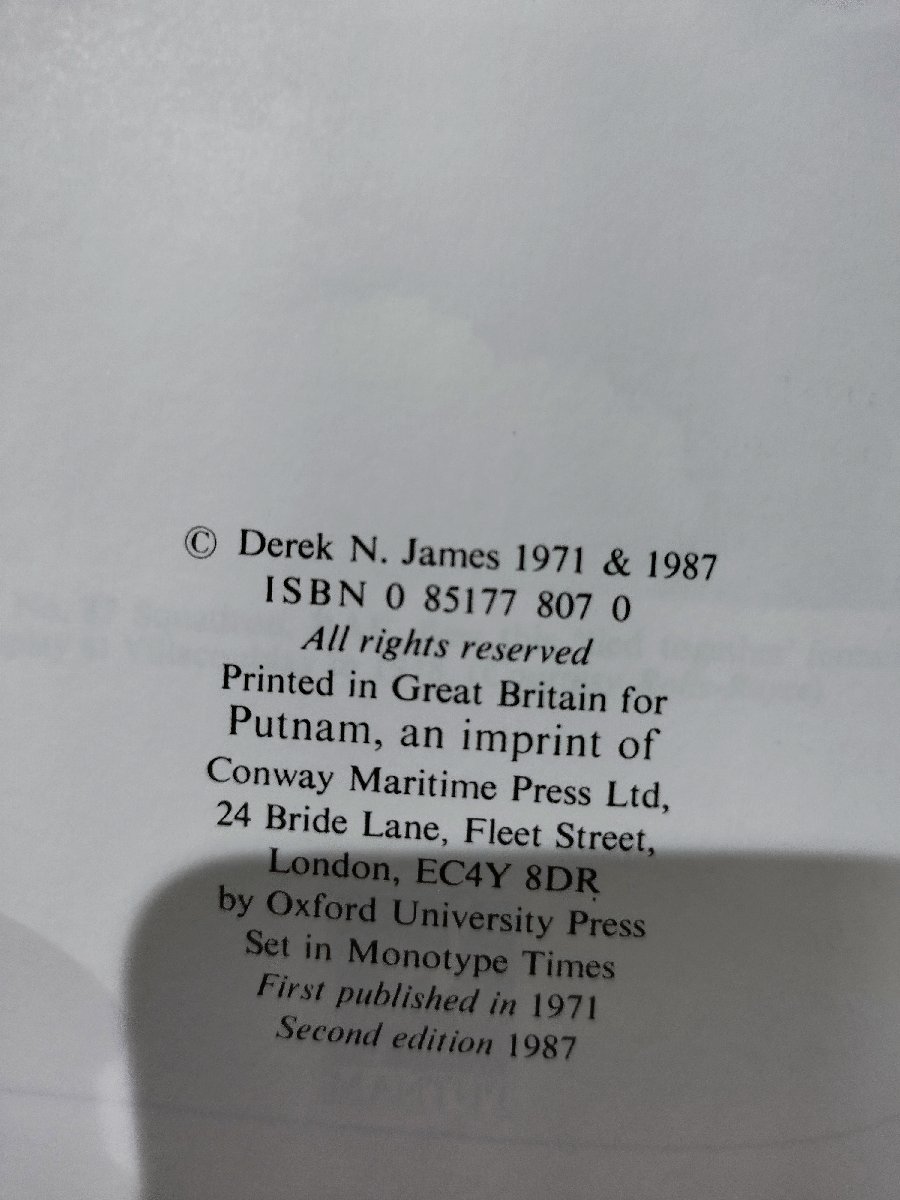 © Derek N. James 1971 & 1987
ISBN 0 85177 807 0
All rights reserved
Printed in Great Britain for
Putnam, an imprint of
Conway Maritime Press Ltd,
24 Bride Lane, Fleet Street,
London, EC4Y 8DR
by Oxford University Press
Set in Monotype Times
First published in 1971
Second edition 1987